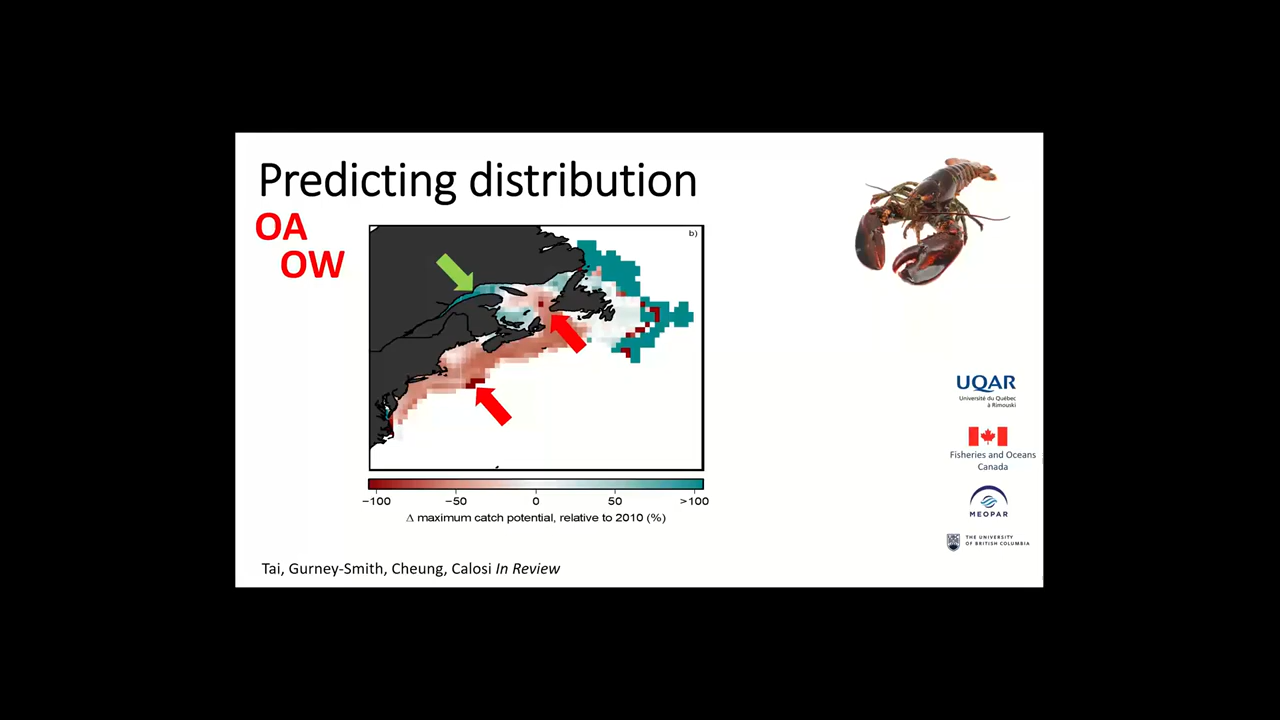 Predicting distribution
OA
OW
b)
−100 −50 0 50 >100
Δ maximum catch potential, relative to 2010 (%)
UQAR
Université du Québec
à Rimouski
Fisheries and Oceans
Canada
MEOPAR
THE UNIVERSITY
OF BRITISH COLUMBIA
Tai, Gurney-Smith, Cheung, Calosi In Review